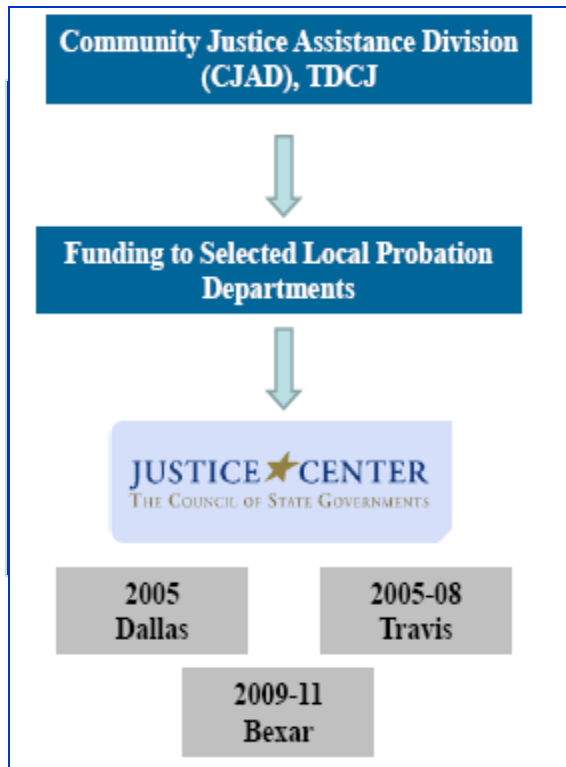 Community Justice Assistance Division
(CJAD), TDCJ
Funding to Selected Local Probation
Departments
JUSTICE CENTER
THE COUNCIL OF STATE GOVERNMENTS
2005
Dallas
2005-08
Travis
2009-11
Bexar